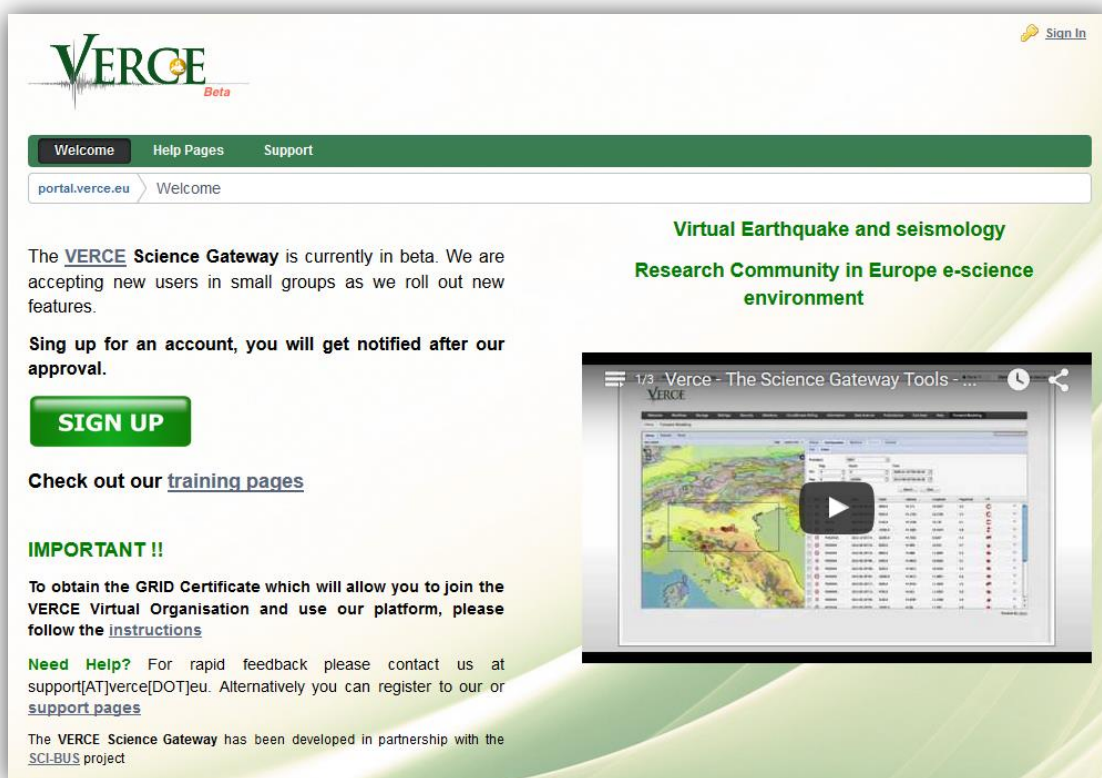 VERCE
Beta
Sign In
Welcome Help Pages Support
portal.verce.eu Welcome
The VERCE Science Gateway is currently in beta. We are
accepting new users in small groups as we roll out new
features.
Sing up for an account, you will get notified after our
approval.
SIGN UP
Check out our training pages
IMPORTANT !!
To obtain the GRID Certificate which will allow you to join the
VERCE Virtual Organisation and use our platform, please
follow the instructions
Need Help? For rapid feedback please contact us at
support[AT]verce[DOT]eu. Alternatively you can register to our or
support pages
The VERCE Science Gateway has been developed in partnership with the
SCI-BUS project
Virtual Earthquake and seismology
Research Community in Europe e-science
environment
1/3 Verce - The Science Gateway Tools - ...
VERCE